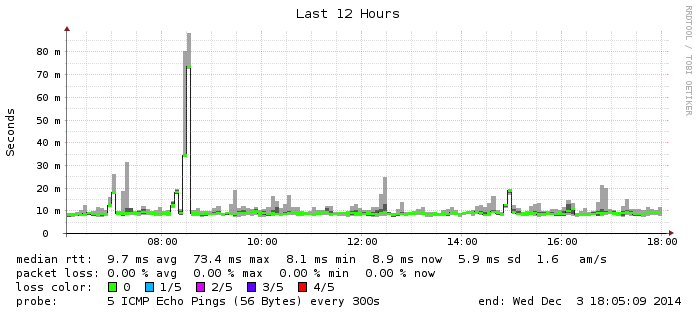 Last 12 Hours
RRDTOOL / TOBI OETIKER
Seconds
80 m
70 m
60 m
50 m
40 m
30 m
20 m
10 m
0
08:00 10:00 12:00 14:00 16:00 18:00
median rtt: 9.7 ms avg 73.4 ms max 8.1 ms min 8.9 ms now 5.9 ms sd 1.6 am/s
packet loss: 0.00 % avg 0.00 % max 0.00 % min 0.00 % now
loss color: 0 1/5 2/5 3/5 4/5
probe: 5 ICMP Echo Pings (56 Bytes) every 300s end: Wed Dec 3 18:05:09 2014